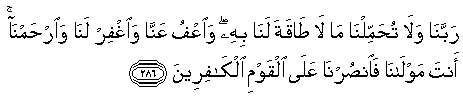 رَبَّنَا وَلَا تُحَمِّلْنَا مَا لَا طَاقَةَ لَنَا بِهِۦۖ وَٱعْفُ عَنَّا وَٱغْفِرْ لَنَا وَٱرْحَمْنَآۚ
أَنتَ مَوْلَىٰنَا فَٱنصُرْنَا عَلَى ٱلْقَوْمِ ٱلْكَـٰفِرِينَ ﴿٢٨٦﴾